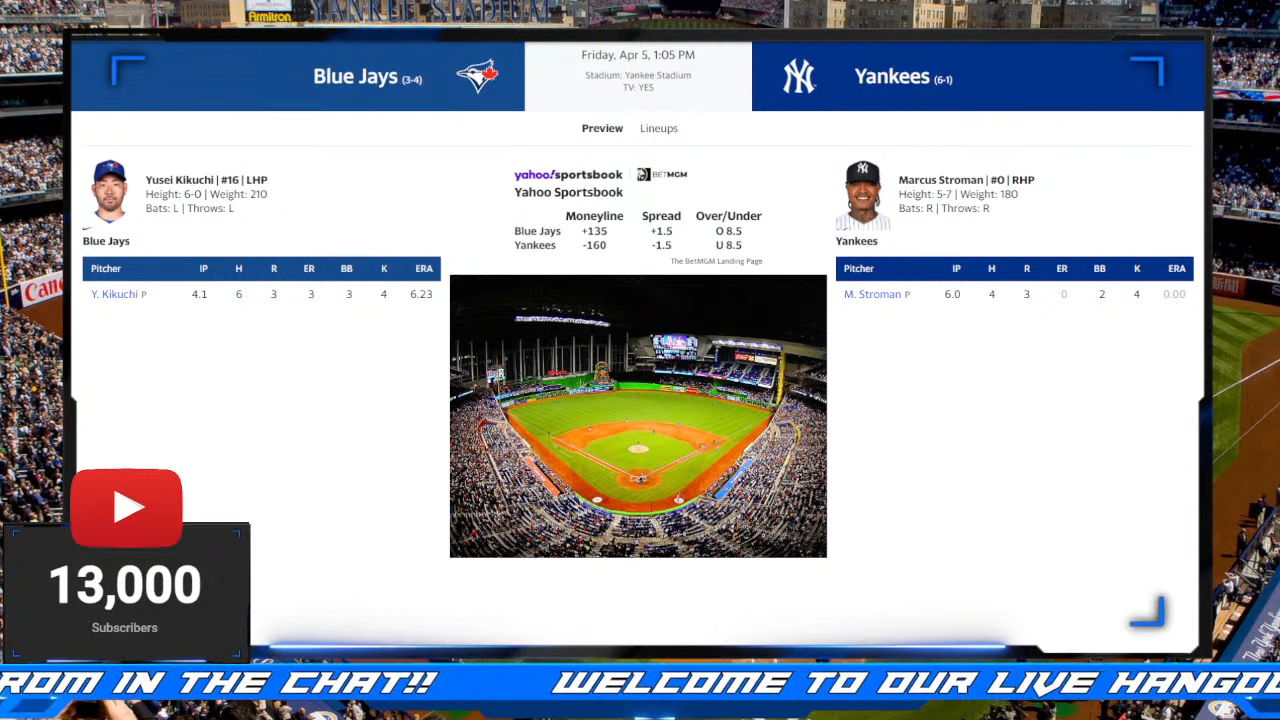 Armitron
YANKEE STADIUM
Blue Jays (3-4)
Friday, Apr 5, 1:05 PM
Stadium: Yankee Stadium
TV: YES
Yankees (6-1)
Preview Lineups
Yusei Kikuchi | #16 | LHP
Height: 6-0 | Weight: 210
Bats: L | Throws: L
Blue Jays
yahoo!sportsbook BETMGM
Yahoo Sportsbook
Moneyline Spread Over/Under
Blue Jays +135 +1.5 O 8.5
Yankees -160 -1.5 U 8.5
The BetMGM Landing Page
Marcus Stroman | #0 | RHP
Height: 5-7 | Weight: 180
Bats: R | Throws: R
Yankees
Pitcher IP H R ER BB K ERA
Y. Kikuchi P 4.1 6 3 3 3 4 6.23
Pitcher IP H R ER BB K ERA
M. Stroman P 6.0 4 3 0 2 4 0.00
13,000
Subscribers
ROM IN THE CHAT!! WELCOME TO OUR LIVE HANGOU